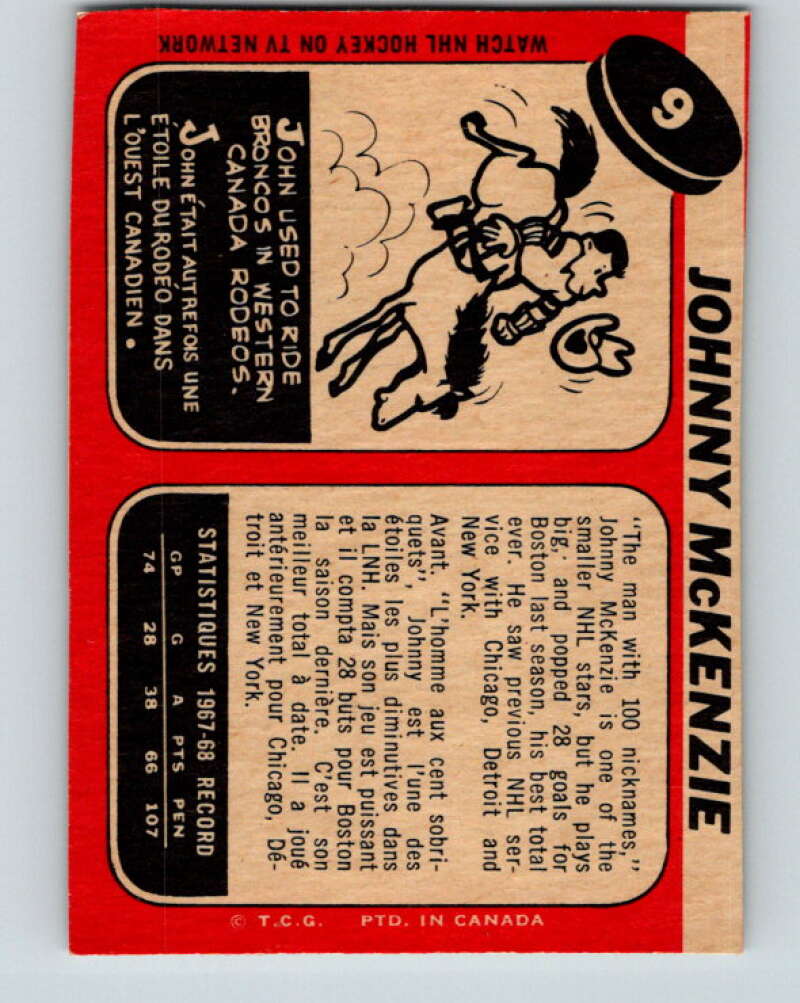 9
JOHNNY McKENZIE
WATCH NHL HOCKEY ON TV NETWORK
JOHN USED TO RIDE
BRONCOS IN WESTERN
CANADA RODEOS.
JOHN ÉTAIT AUTREFOIS UNE
ÉTOILE DU RODÉO DANS
L'OUEST CANADIEN.
"The man with 100 nicknames,"
Johnny McKenzie is one of the
smaller NHL stars, but he plays
big, and popped 28 goals for
Boston last season, his best total
ever. He saw previous NHL ser-
vice with Chicago, Detroit and
New York.
Avant. "L'homme aux cent sobri-
quets", Johnny est l'une des
étoiles les plus diminutives dans
la LNH. Mais son jeu est puissant
et il compta 28 buts pour Boston
la saison dernière. C'est son
meilleur total à date. Il a joué
antérieurement pour Chicago, Dé-
troit et New York.
STATISTIQUES 1967-68 RECORD
GP G A PTS PEN
74 28 38 66 107
© T.C.G. PTD. IN CANADA